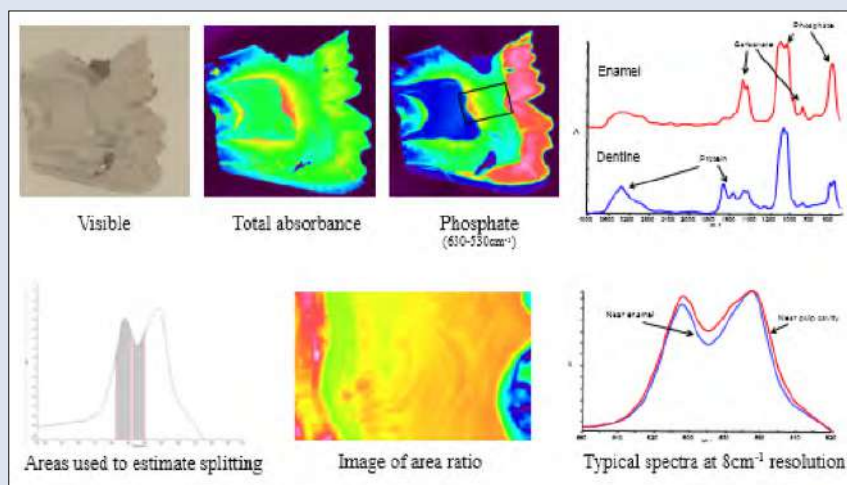 Visible
Total absorbance
Phosphate
(630-530cm⁻¹)
Enamel
Dentine
Carbonate
Phosphate
Protein
Areas used to estimate splitting
Image of area ratio
Near enamel
Near pulp cavity
Typical spectra at 8cm⁻¹ resolution